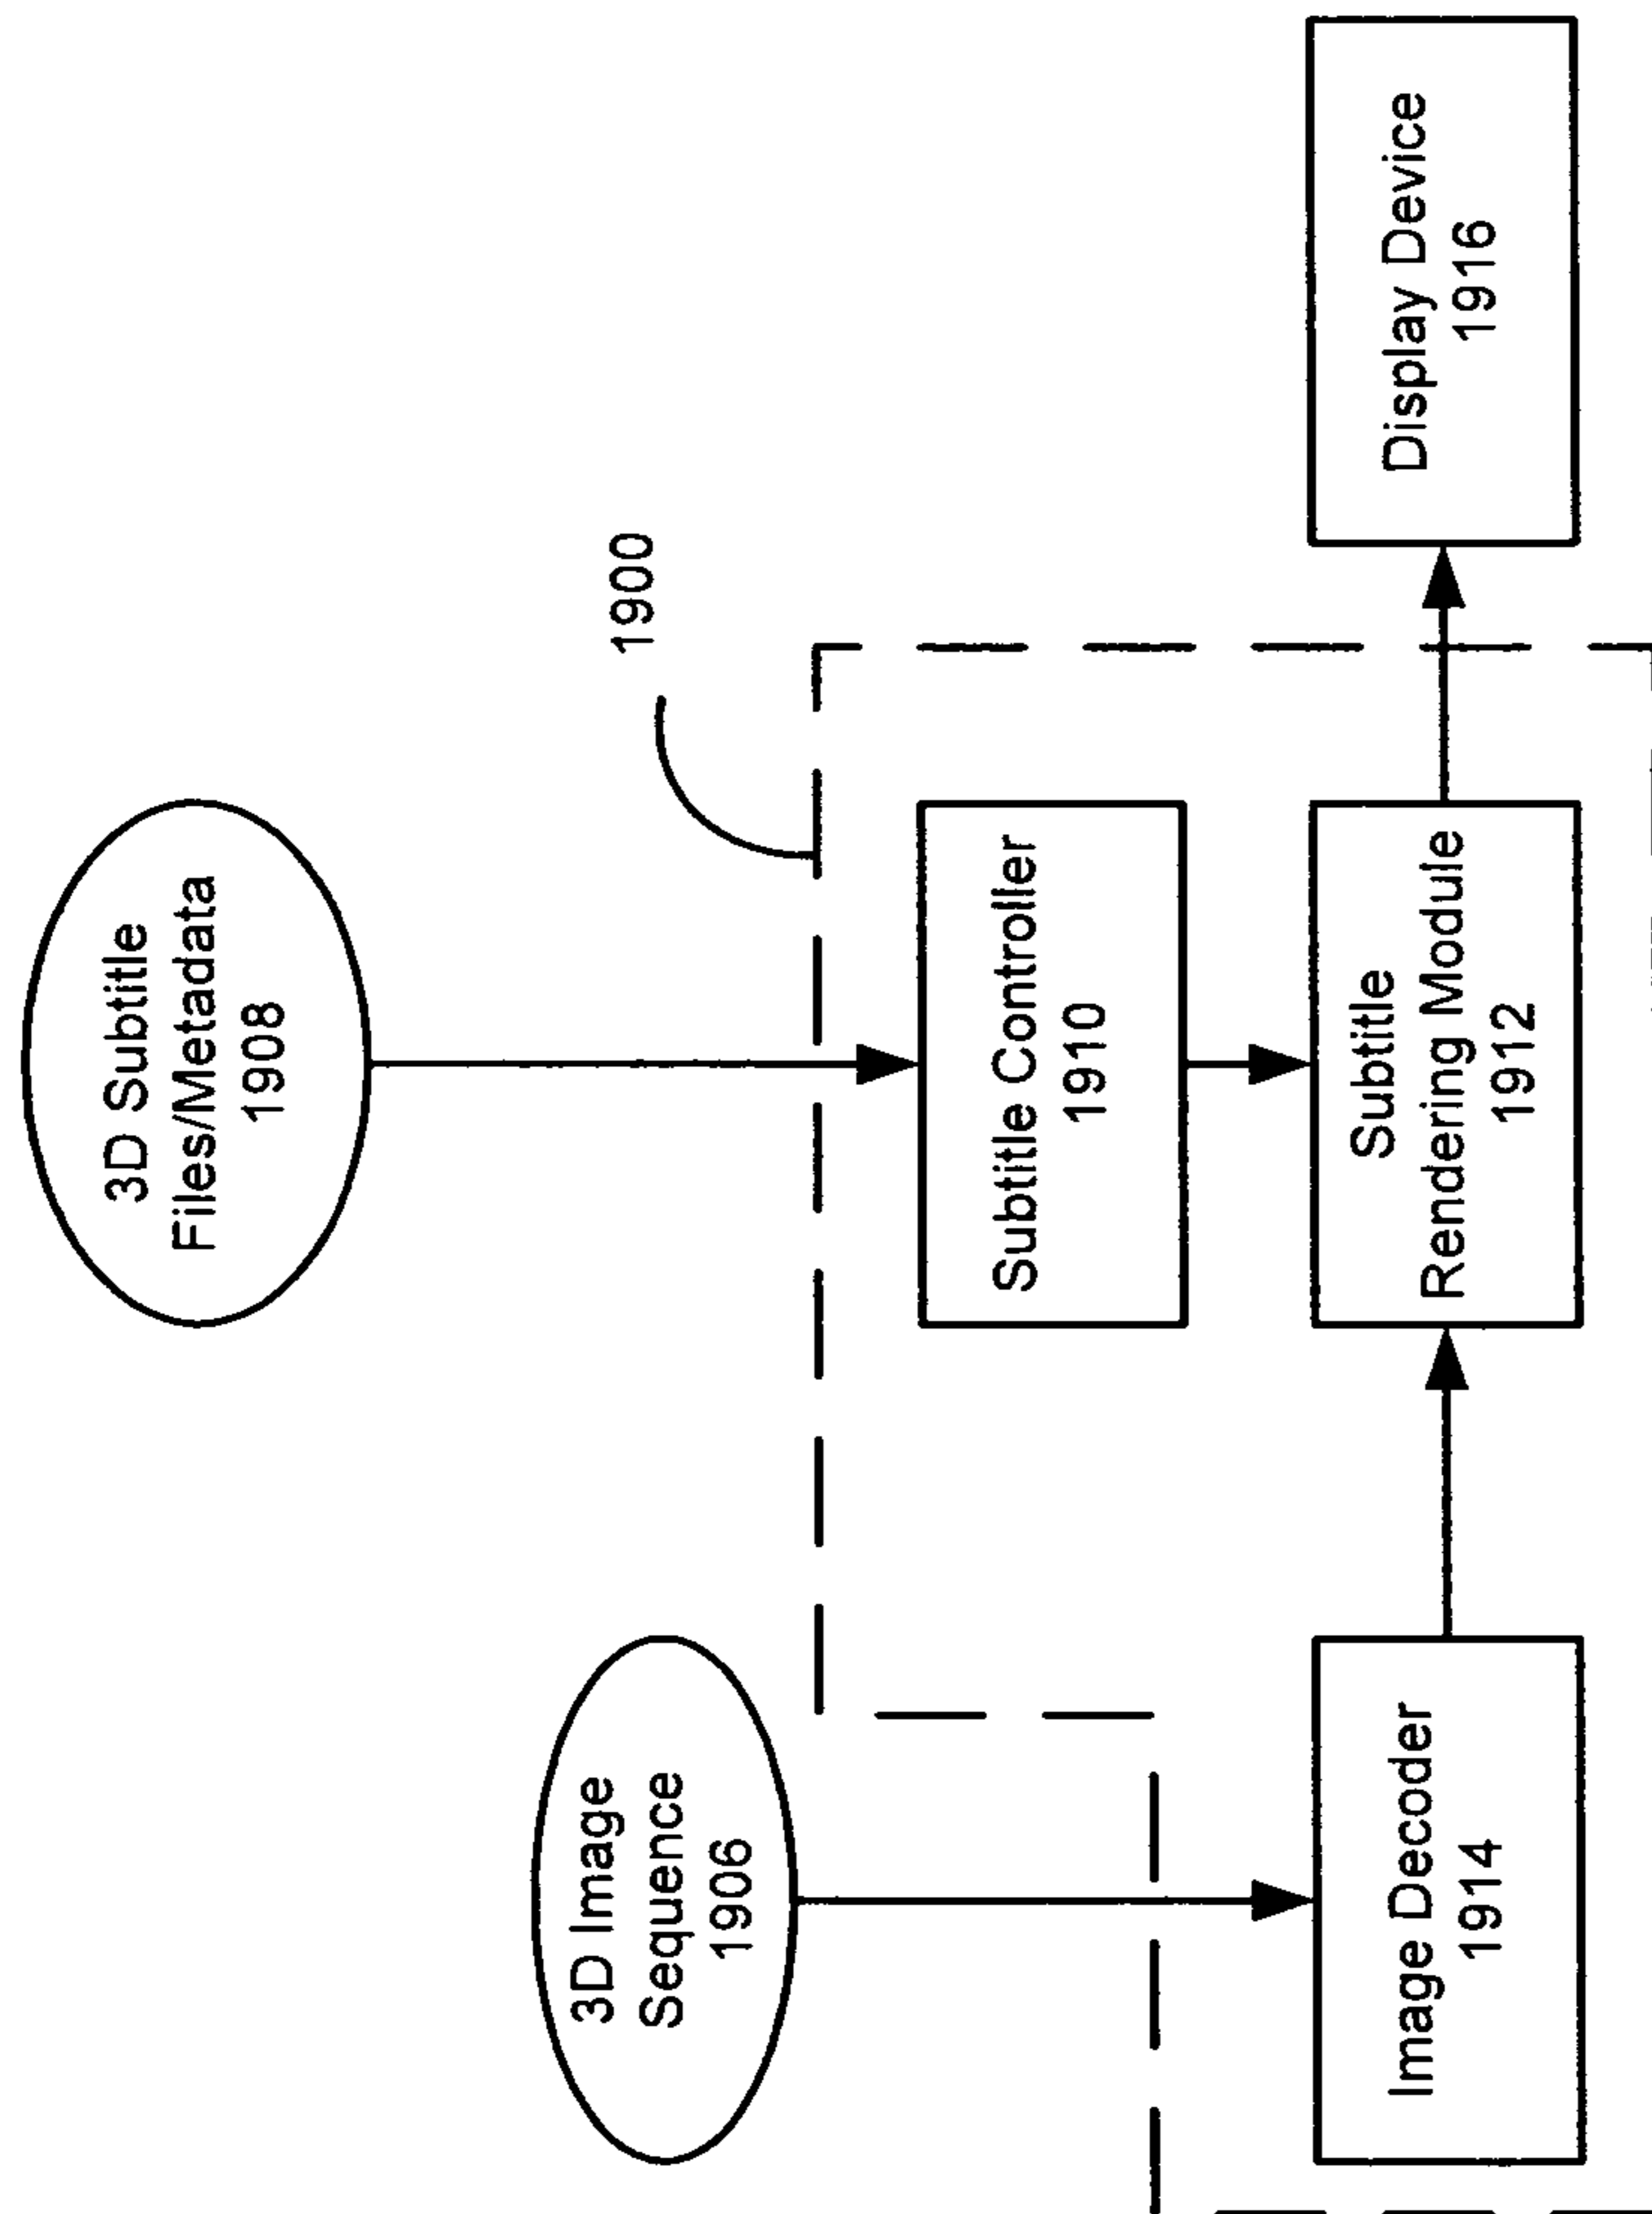 3D Subtitle
Files/Metadata
1908
1900
3D Image
Sequence
1906
Subtitle Controller
1910
Image Decoder
1914
Subtitle
Rendering Module
1912
Display Device
1916